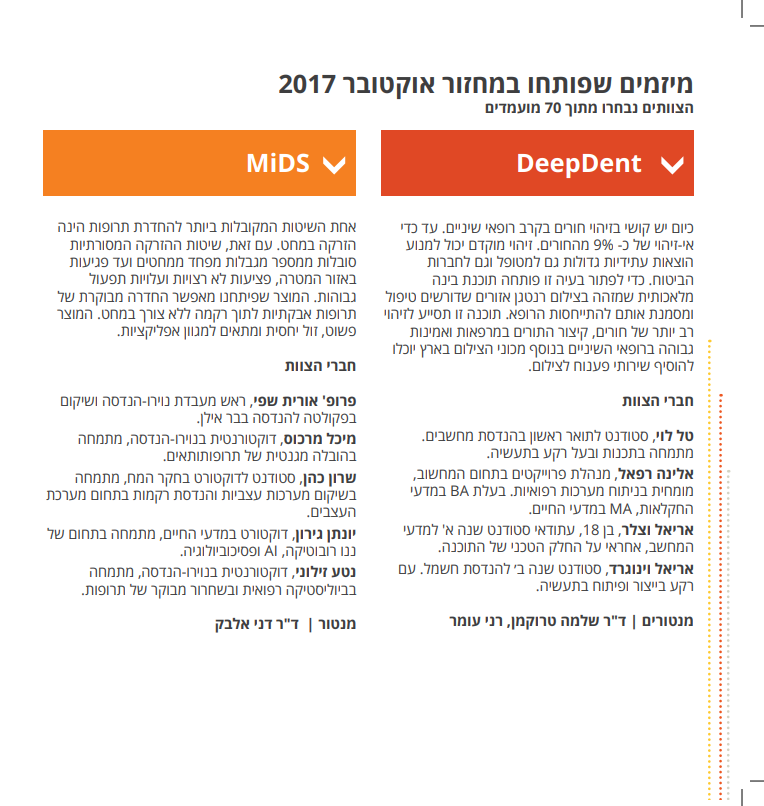 מיזמים שפותחו במחזור אוקטובר 2017
הצוותים נבחרו מתוך 70 מועמדים
DeepDent
כיום יש קושי בזיהוי חורים בקרב רופאי שיניים. עד כדי
אי-זיהוי של כ- 9% מהחורים. זיהוי מוקדם יכול למנוע
הוצאות עתידיות גדולות גם למטופל וגם לחברות
הביטוח. כדי לפתור בעיה זו פותחה תוכנת בינה
מלאכותית שמזהה בצילום רנטגן אזורים שדורשים טיפול
ומסמנת אותם להתייחסות הרופא. תוכנה זו תסייע לזיהוי
רב יותר של חורים, קיצור התורים במרפאות ואמינות
גבוהה ברופאי השיניים בנוסף מכוני הצילום בארץ יוכלו
להוסיף שירותי פענוח לצילום.
חברי הצוות
טל לוי, סטודנט לתואר ראשון בהנדסת מחשבים.
מתמחה בתכנות ובעל רקע בתעשיה.
אלינה רפאל, מנהלת פרוייקטים בתחום המחשוב,
מומחית בניתוח מערכות רפואיות. בעלת BA במדעי
החקלאות, MA במדעי החיים.
אריאל וצלר, בן 18, עתודאי סטודנט שנה א' למדעי
המחשב, אחראי על החלק הטכני של התוכנה.
אריאל וינוגרד, סטודנט שנה ב' להנדסת חשמל. עם
רקע בייצור ופיתוח בתעשיה.
מנטורים | ד"ר שלמה טרוקמן, רני עומר
MiDS
אחת השיטות המקובלות ביותר להחדרת תרופות הינה
הזרקה במחט. עם זאת, שיטות ההזרקה המסורתיות
סובלות ממספר מגבלות מפחד ממחטים ועד פגיעות
באזור המטרה, פציעות לא רצויות ועלויות תפעול
גבוהות. המוצר שפיתחנו מאפשר החדרה מבוקרת של
תרופות אבקתיות לתוך רקמה ללא צורך במחט. המוצר
פשוט, זול יחסית ומתאים למגוון אפליקציות.
חברי הצוות
פרופ' אורית שפי, ראש מעבדת נוירו-הנדסה ושיקום
בפקולטה להנדסה בבר אילן.
מיכל מרכוס, דוקטורנטית בנוירו-הנדסה, מתמחה
בהובלה מגנטית של תרופותותאים.
שרון כהן, סטודנט לדוקטורט בחקר המח, מתמחה
בשיקום מערכות עצביות והנדסת רקמות בתחום מערכת
העצבים.
יונתן גירון, דוקטורט במדעי החיים, מתמחה בתחום של
ננו רובוטיקה, AI ופסיכוביולוגיה.
נטע זילוני, דוקטורנטית בנוירו-הנדסה, מתמחה
בביוליסטיקה רפואית ובשחרור מבוקר של תרופות.
מנטור | ד"ר דני אלבק